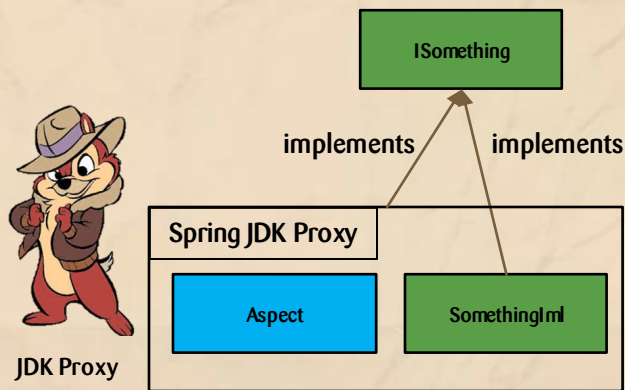 ISomething
implements
implements
Spring JDK Proxy
Aspect
SomethingIml
JDK Proxy